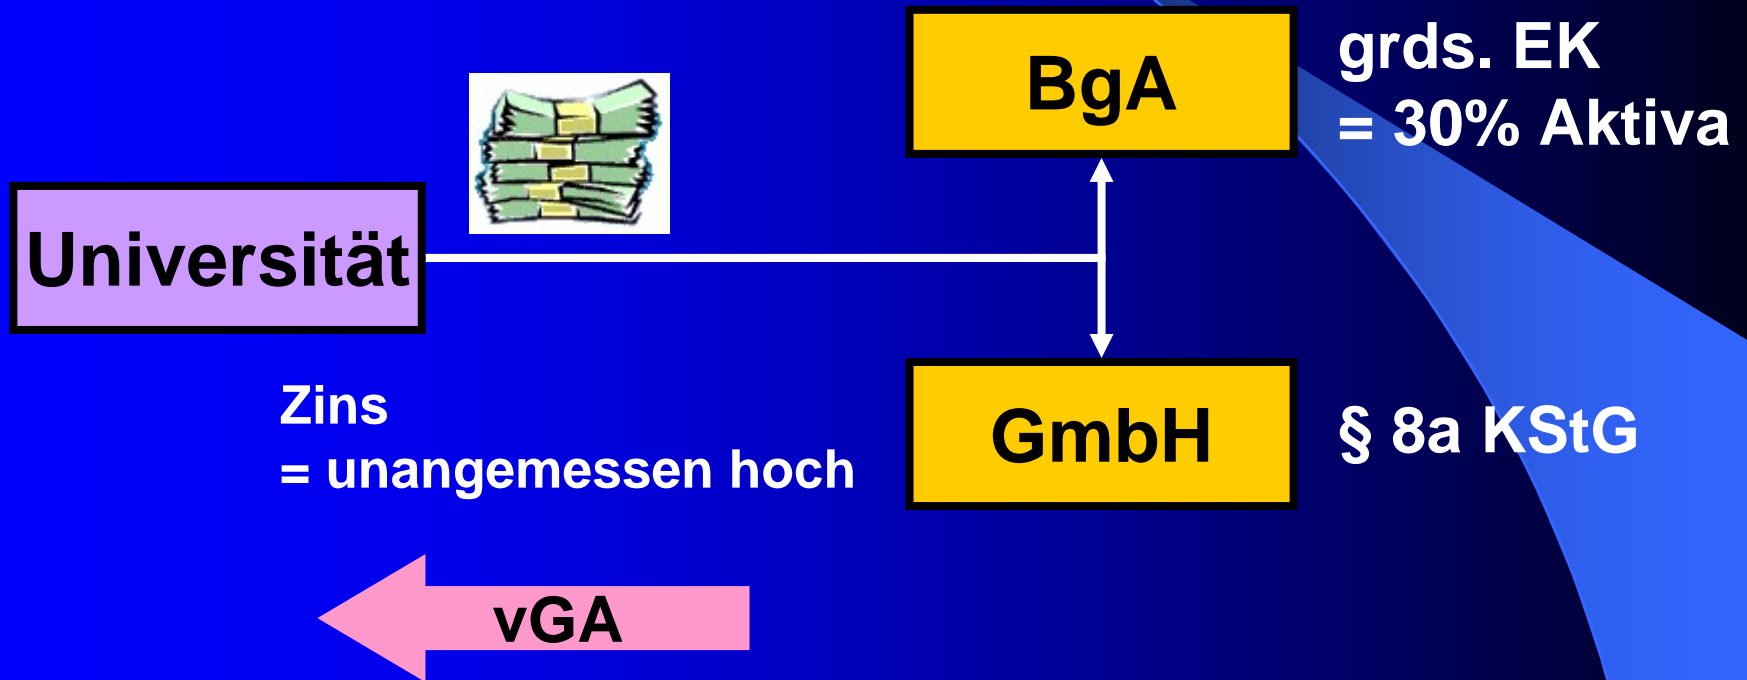 BgA
grds. EK
= 30% Aktiva
Universität
Zins
= unangemessen hoch
GmbH
§ 8a KStG
vGA